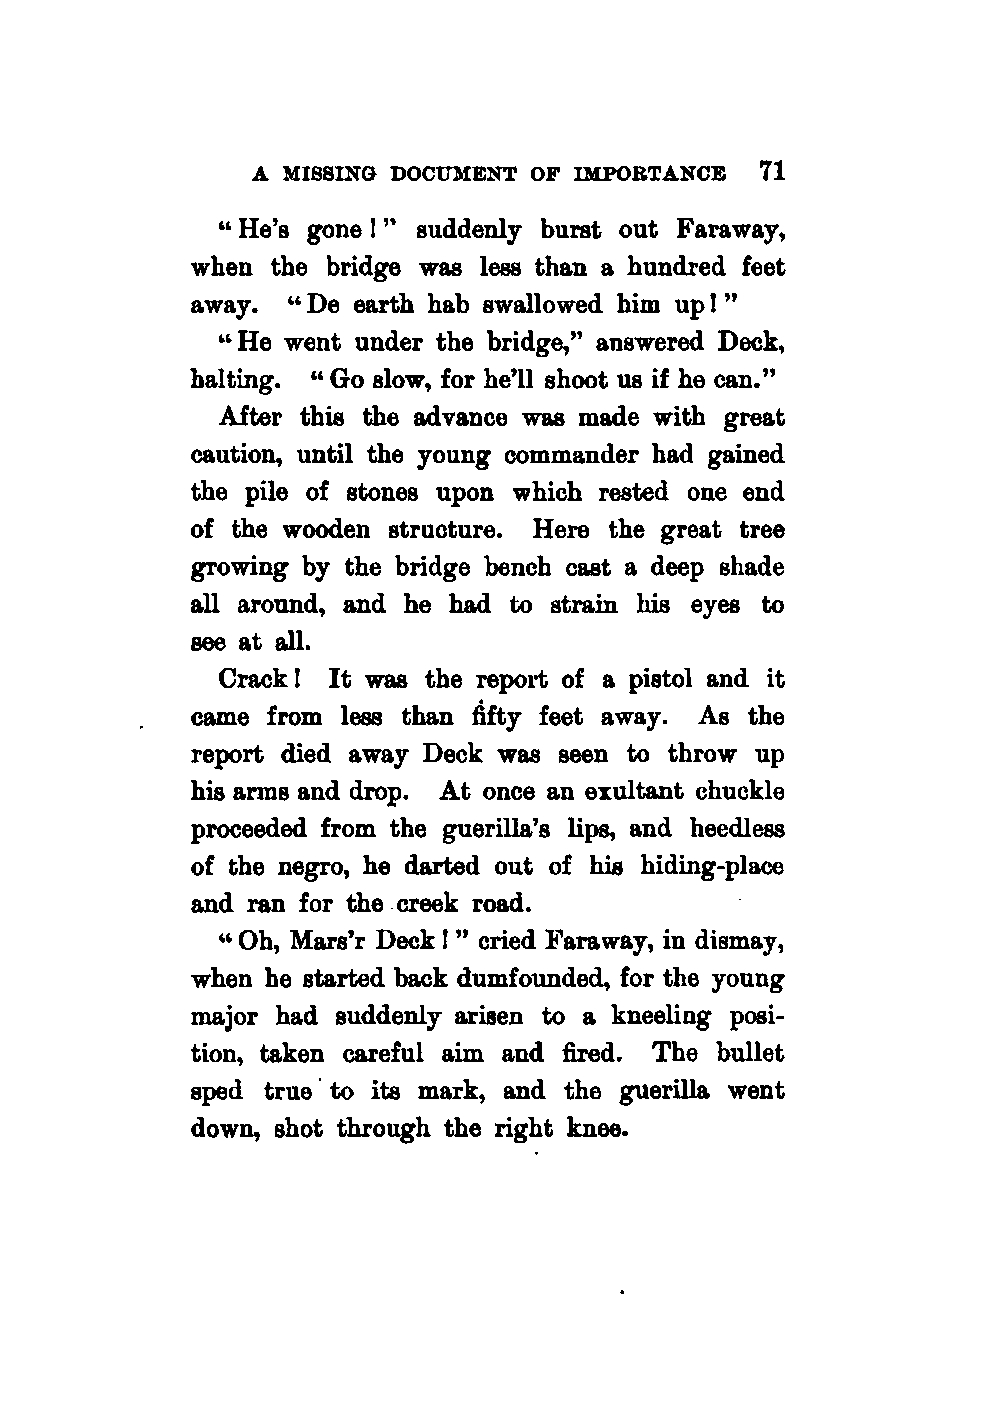 A MISSING DOCUMENT OF IMPORTANCE 71
"He's gone!" suddenly burst out Faraway,
when the bridge was less than a hundred feet
away. "De earth hab swallowed him up!"
"He went under the bridge," answered Deck,
halting. "Go slow, for he'll shoot us if he can."
After this the advance was made with great
caution, until the young commander had gained
the pile of stones upon which rested one end
of the wooden structure. Here the great tree
growing by the bridge bench cast a deep shade
all around, and he had to strain his eyes to
see at all.
Crack! It was the report of a pistol and it
came from less than fifty feet away. As the
report died away Deck was seen to throw up
his arms and drop. At once an exultant chuckle
proceeded from the guerilla's lips, and heedless
of the negro, he darted out of his hiding-place
and ran for the creek road.
"Oh, Mars'r Deck!" cried Faraway, in dismay,
when he started back dumfounded, for the young
major had suddenly arisen to a kneeling posi-
tion, taken careful aim and fired. The bullet
sped true to its mark, and the guerilla went
down, shot through the right knee.